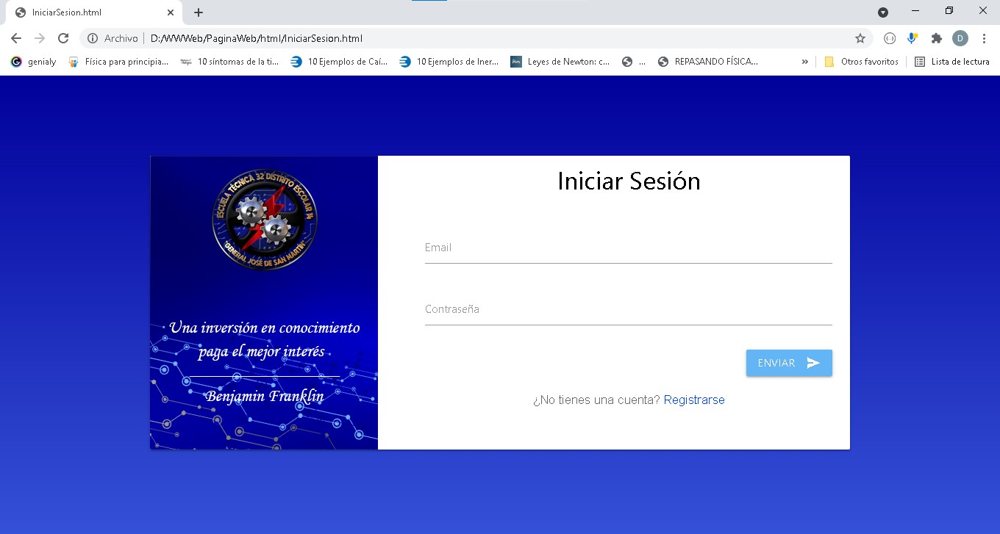 IniciarSesion.html
Archivo D:/WWWeb/PaginaWeb/html/IniciarSesion.html
D
genialy Física para principia... 10 síntomas de la ti... 10 Ejemplos de Caí... 10 Ejemplos de Iner... Leyes de Newton: c... ... REPASANDO FÍSICA... » Otros favoritos Lista de lectura
ESCUELA TÉCNICA 32 DISTRITO ESCOLAR 14
"GENERAL JOSÉ DE SAN MARTÍN"
Una inversión en conocimiento
paga el mejor interés
Benjamin Franklin
Iniciar Sesión
Email
Contraseña
ENVIAR
¿No tienes una cuenta? Registrarse